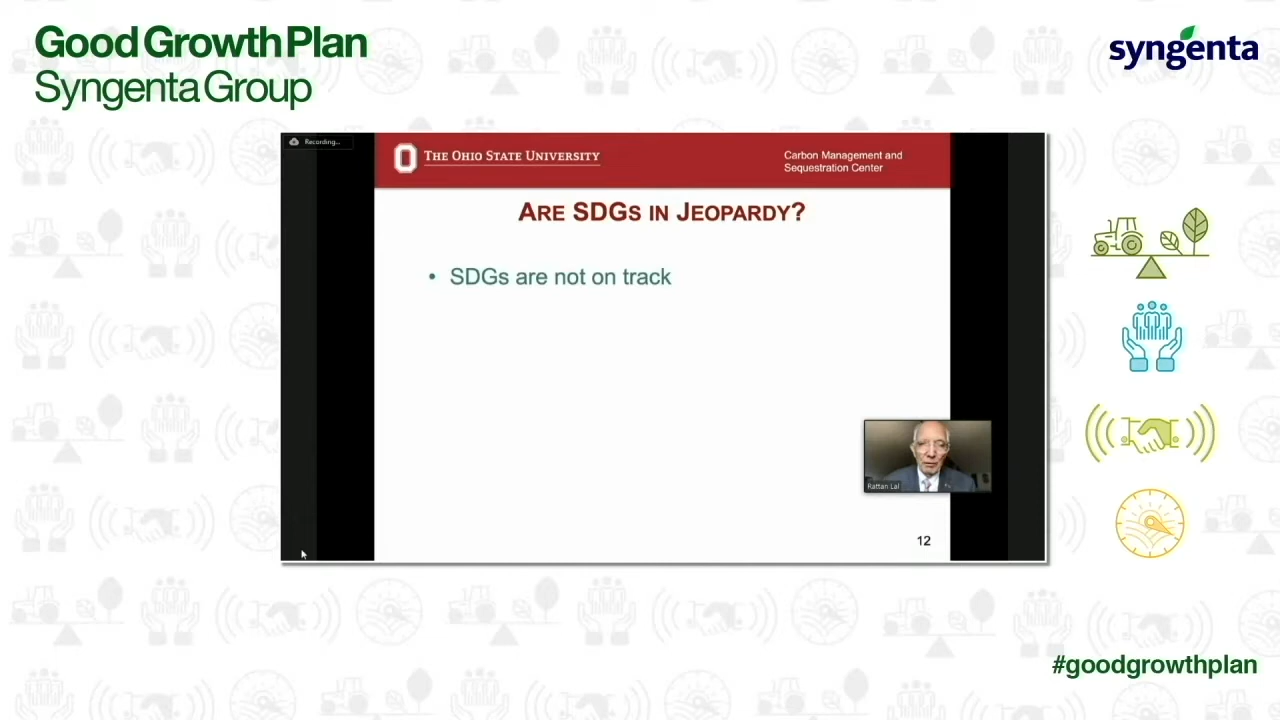 Good Growth Plan
Syngenta Group
syngenta
Recording...
THE OHIO STATE UNIVERSITY
Carbon Management and
Sequestration Center
ARE SDGS IN JEOPARDY?
• SDGs are not on track
Rattan Lal
12
#goodgrowthplan